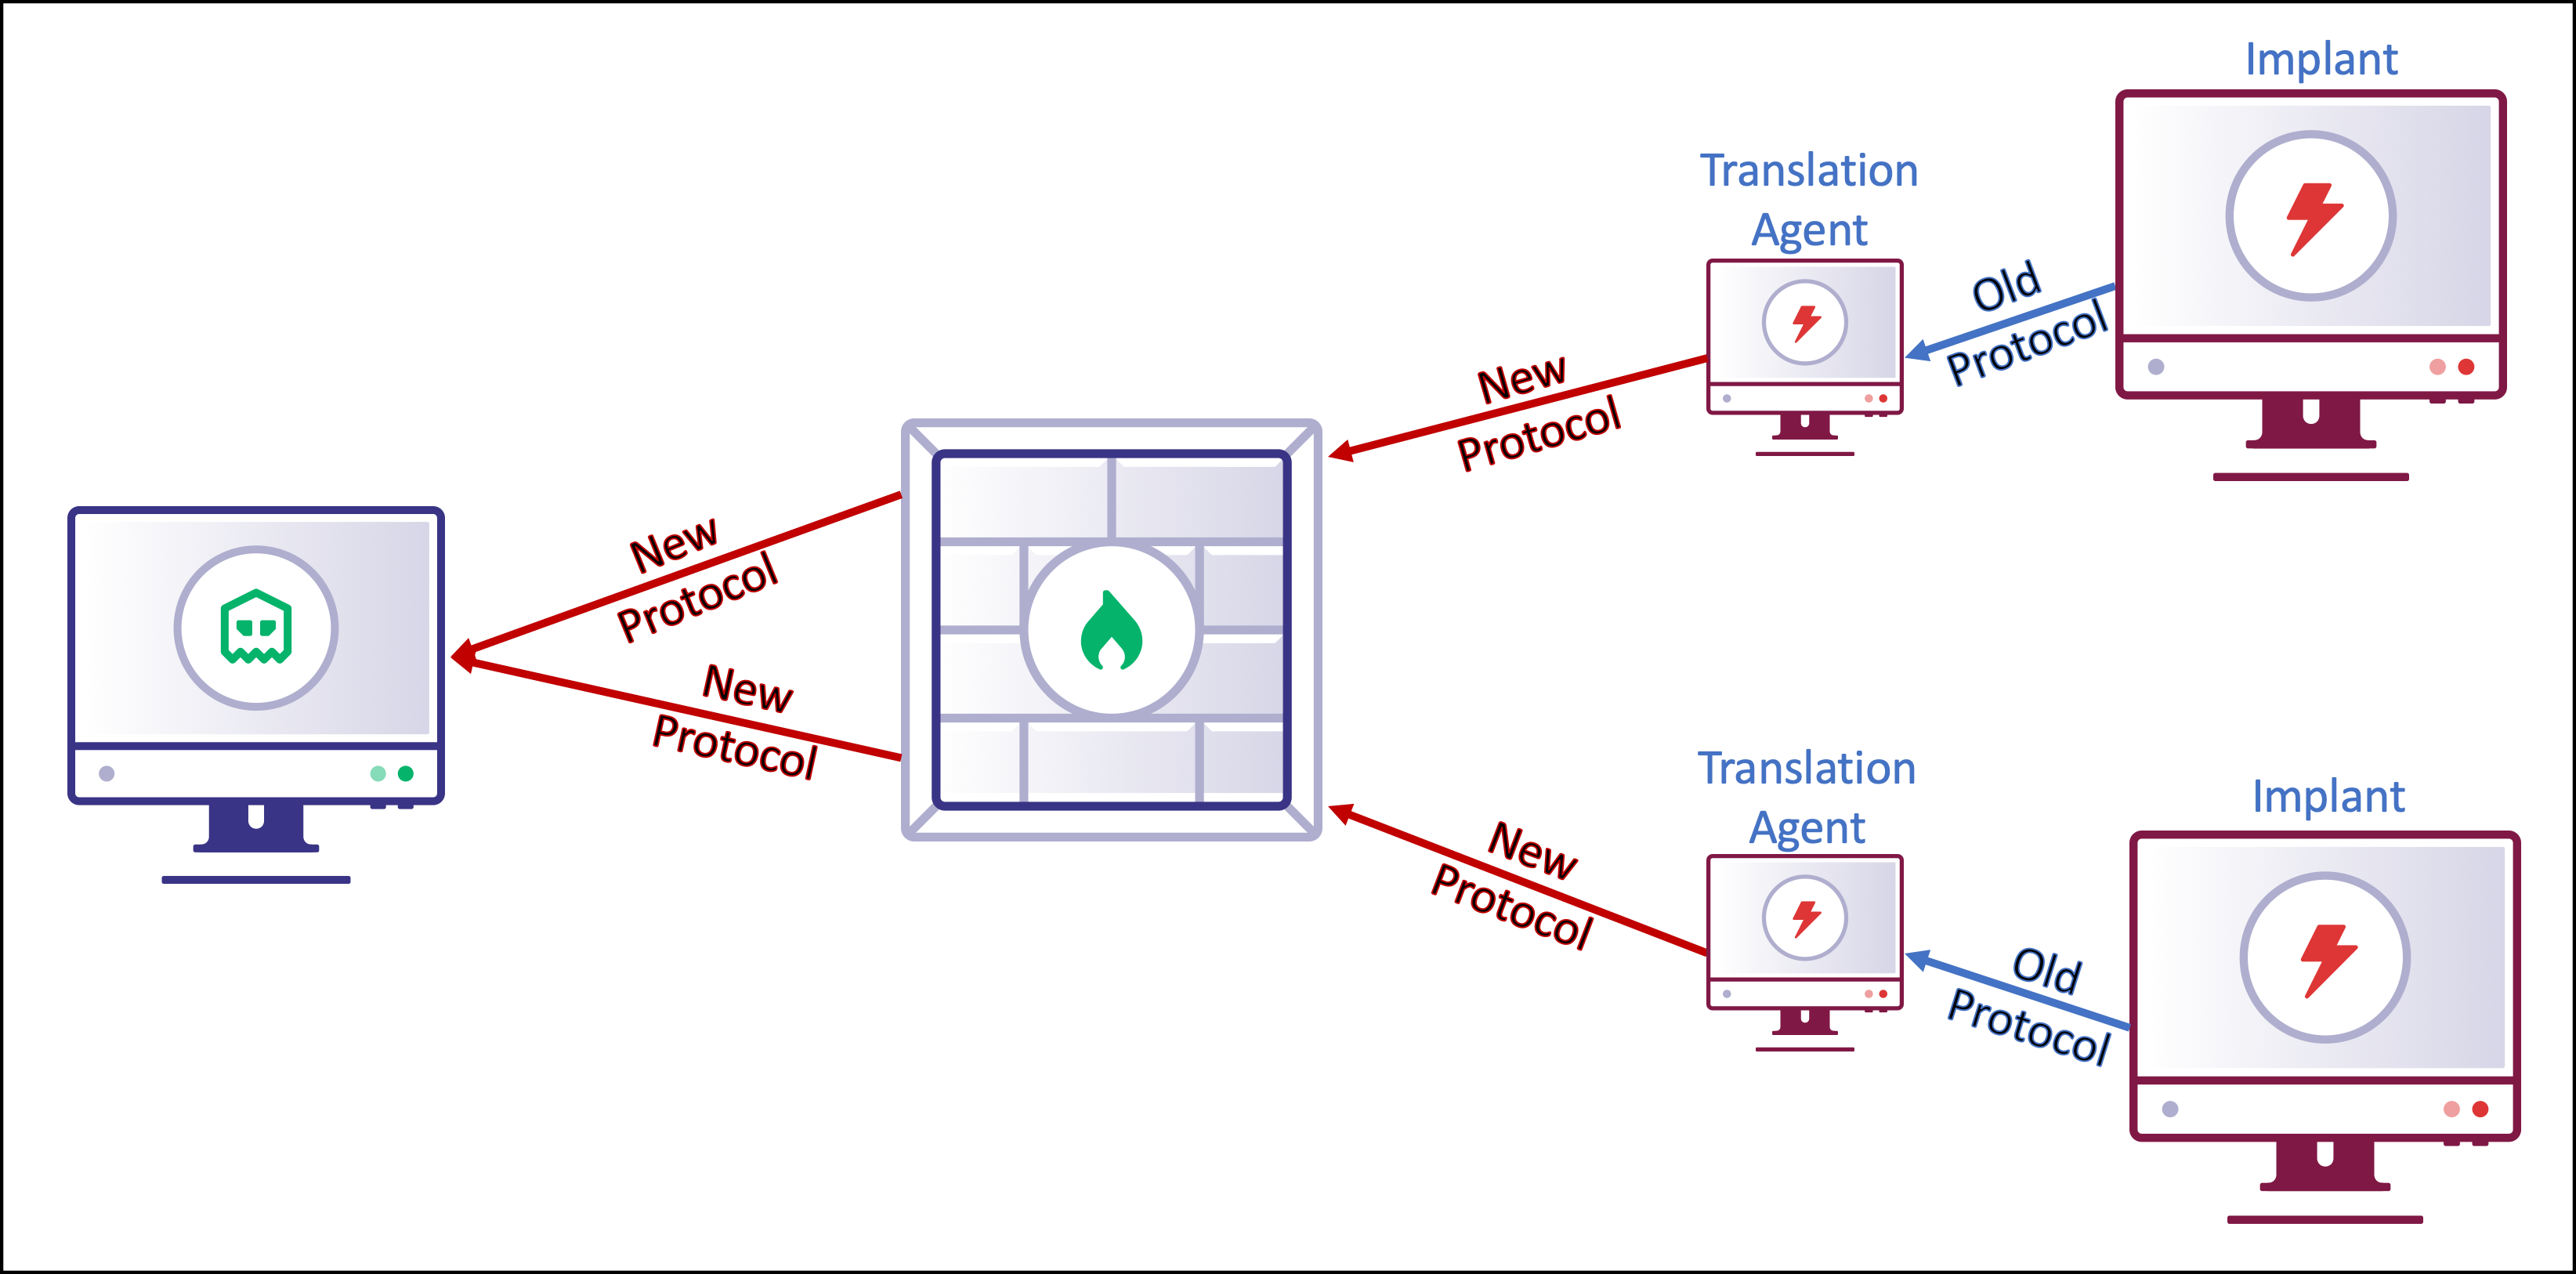 Implant
Translation
Agent
Old
Protocol
New
Protocol
New
Protocol
New
Protocol
Translation
Agent
Implant
New
Protocol
Old
Protocol